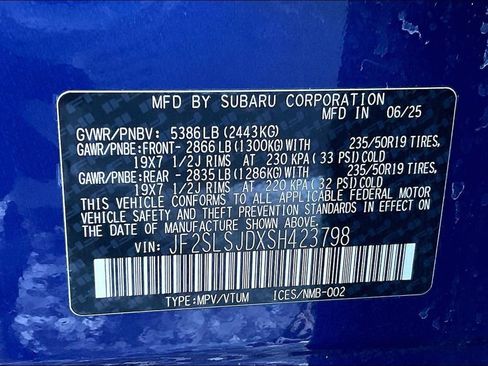 MFD BY SUBARU CORPORATION
MFD IN 06/25
GVWR/PNBV: 5386LB(2443KG)
GAWR/PNBE:FRONT- 2866LB(1300KG)WITH 235/50R19 TIRES,
19X7 1/2J RIMS AT 230 KPA( 33 PSI)COLD
GAWR/PNBE:REAR - 2835LB(1286KG)WITH 235/50R19 TIRES,
19X7 1/2J RIMS AT 220 KPA( 32 PSI)COLD
THIS VEHICLE CONFORMS TO ALL APPLICABLE FEDERAL MOTOR
VEHICLE SAFETY AND THEFT PREVENTION STANDARDS IN EFFECT
ON THE DATE OF MANUFACTURE SHOWN ABOVE.
VIN: JF2SLSJDXSH423798
TYPE:MPV/VTUM ICES/NMB-002